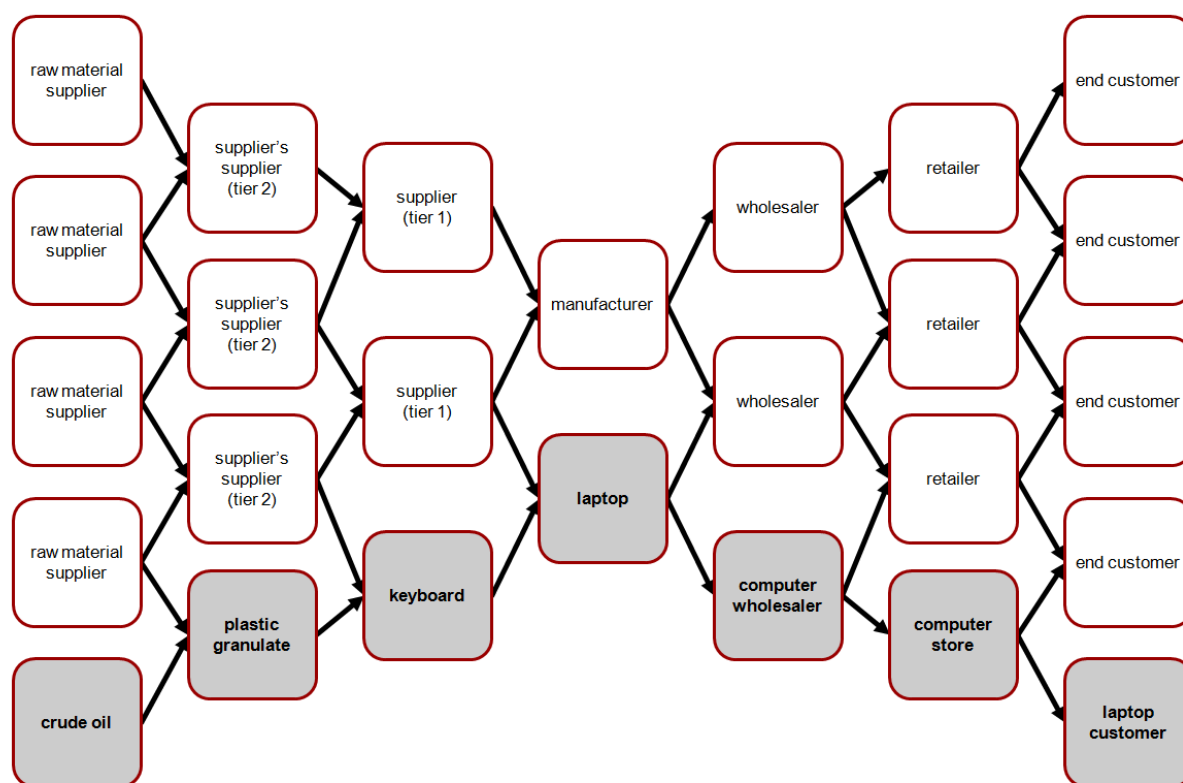 raw material
supplier
raw material
supplier
raw material
supplier
raw material
supplier
crude oil
supplier's
supplier
(tier 2)
supplier's
supplier
(tier 2)
supplier's
supplier
(tier 2)
plastic
granulate
supplier
(tier 1)
supplier
(tier 1)
keyboard
manufacturer
laptop
wholesaler
wholesaler
computer
wholesaler
retailer
retailer
retailer
computer
store
end customer
end customer
end customer
end customer
laptop
customer